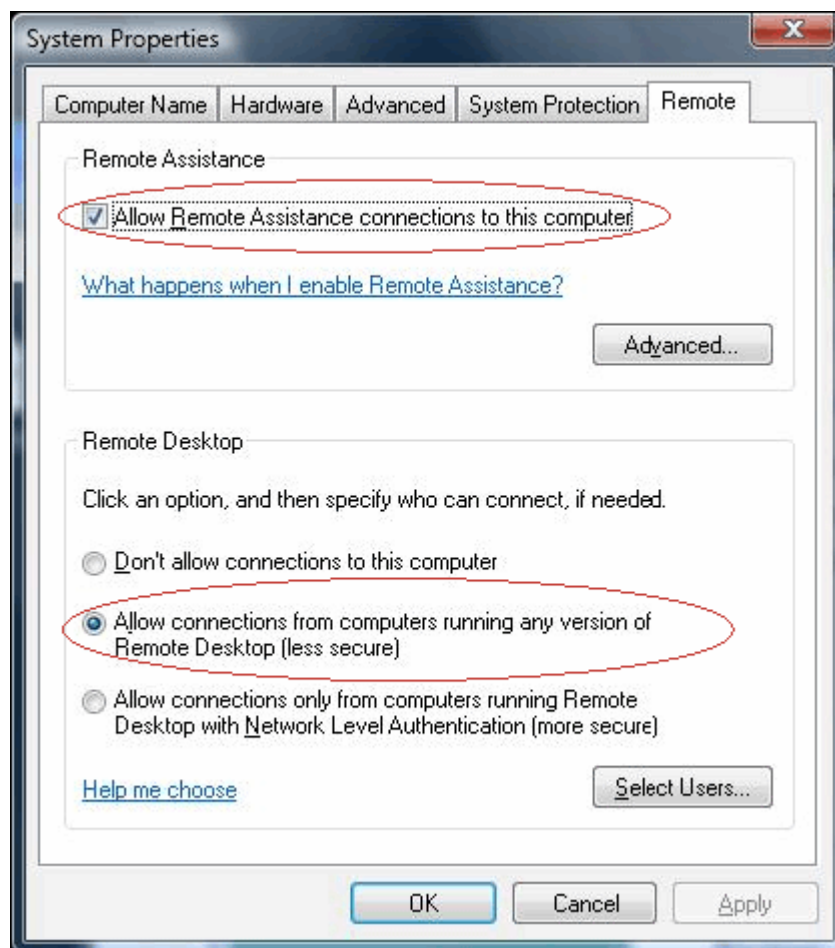 System Properties
Computer Name Hardware Advanced System Protection Remote
Remote Assistance
Allow Remote Assistance connections to this computer
What happens when I enable Remote Assistance?
Advanced...
Remote Desktop
Click an option, and then specify who can connect, if needed.
Don't allow connections to this computer
Allow connections from computers running any version of
Remote Desktop (less secure)
Allow connections only from computers running Remote
Desktop with Network Level Authentication (more secure)
Help me choose
Select Users...
OK Cancel Apply